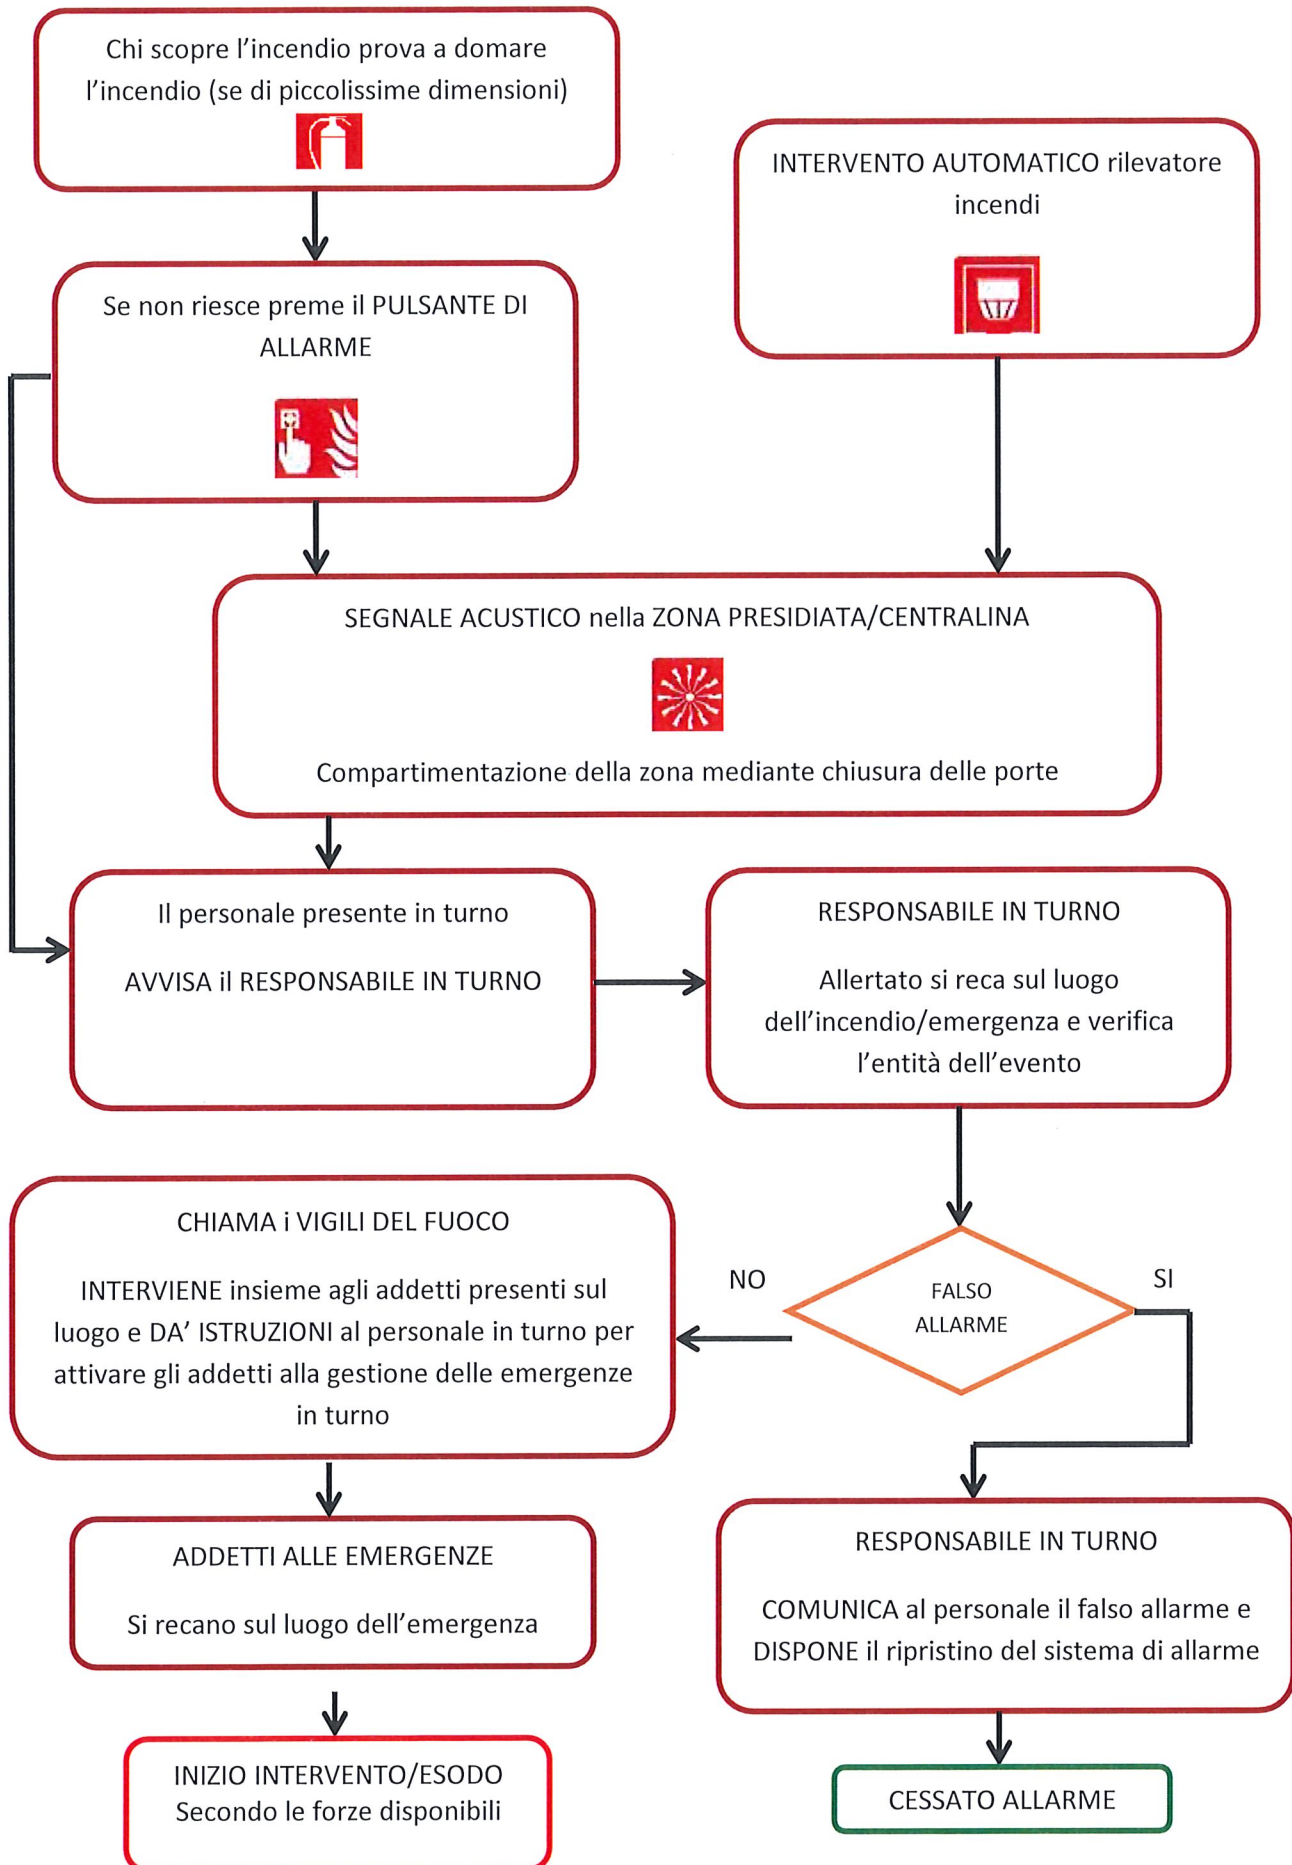 Chi scopre l'incendio prova a domare
l'incendio (se di piccolissime dimensioni)
INTERVENTO AUTOMATICO rilevatore
incendi
Se non riesce preme il PULSANTE DI
ALLARME
SEGNALE ACUSTICO nella ZONA PRESIDIATA/CENTRALINA
Compartimentazione della zona mediante chiusura delle porte
Il personale presente in turno
AVVISA il RESPONSABILE IN TURNO
RESPONSABILE IN TURNO
Allertato si reca sul luogo
dell'incendio/emergenza e verifica
l'entità dell'evento
CHIAMA i VIGILI DEL FUOCO
INTERVIENE insieme agli addetti presenti sul
luogo e DA' ISTRUZIONI al personale in turno per
attivare gli addetti alla gestione delle emergenze
in turno
NO
FALSO
ALLARME
SI
ADDETTI ALLE EMERGENZE
Si recano sul luogo dell'emergenza
RESPONSABILE IN TURNO
COMUNICA al personale il falso allarme e
DISPONE il ripristino del sistema di allarme
INIZIO INTERVENTO/ESODO
Secondo le forze disponibili
CESSATO ALLARME